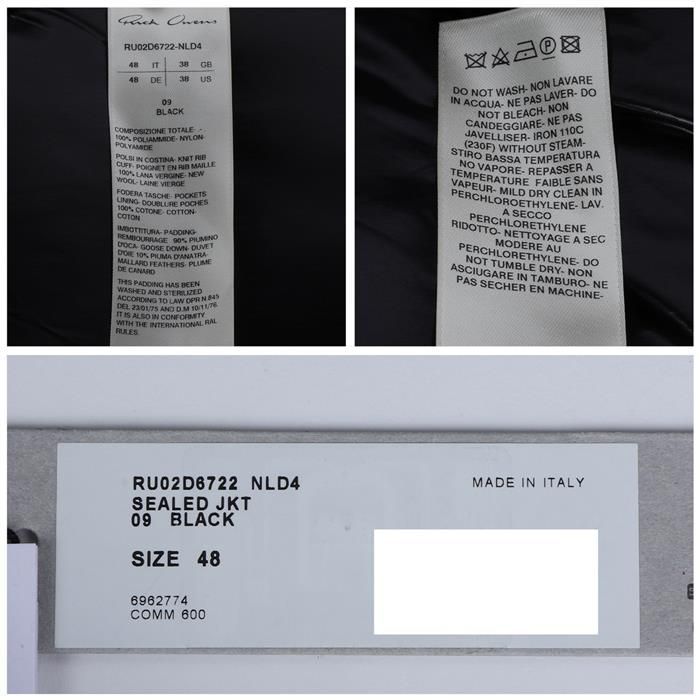 Rick Owens
RU02D6722-NLD4
48 IT 38 GB
48 DE 38 US
09
BLACK
COMPOSIZIONE TOTALE- .-
100% POLIAMMIDE- NYLON-
POLYAMIDE
POLSI IN COSTINA- KNIT RIB
CUFF- POIGNET EN RIB MAILLE
100% LANA VERGINE- NEW
WOOL- LAINE VIERGE
FODERA TASCHE- POCKETS
LINING- DOUBLURE POCHES
100% COTONE- COTTON-
COTON
IMBOTTITURA- PADDING-
REMBOURRAGE 90% PIUMINO
D'OCA- GOOSE DOWN- DUVET
D'OIE 10% PIUMA D'ANATRA-
MALLARD FEATHERS- PLUME
DE CANARD
THIS PADDING HAS BEEN
WASHED AND STERILIZED
ACCORDING TO LAW DPR N.845
DEL 23/01/75 AND D.M 10/11/76.
IT IS ALSO IN CONFORMITY
WITH THE INTERNATIONAL RAL
RULES.
P
DO NOT WASH- NON LAVARE
IN ACQUA- NE PAS LAVER- DO
NOT BLEACH- NON
CANDEGGIARE- NE PAS
JAVELLISER- IRON 110C
(230F) WITHOUT STEAM-
STIRO BASSA TEMPERATURA
NO VAPORE- REPASSER A
TEMPERATURE FAIBLE SANS
VAPEUR- MILD DRY CLEAN IN
PERCHLOROETHYLENE- LAV.
A SECCO
PERCHLOROETHYLENE
RIDOTTO- NETTOYAGE A SEC
MODERE AU
PERCHLOROETHYLENE- DO
NOT TUMBLE DRY- NON
ASCIUGARE IN TAMBURO- NE
PAS SECHER EN MACHINE-
RU02D6722 NLD4
MADE IN ITALY
SEALED JKT
09 BLACK
SIZE 48
6962774
COMM 600